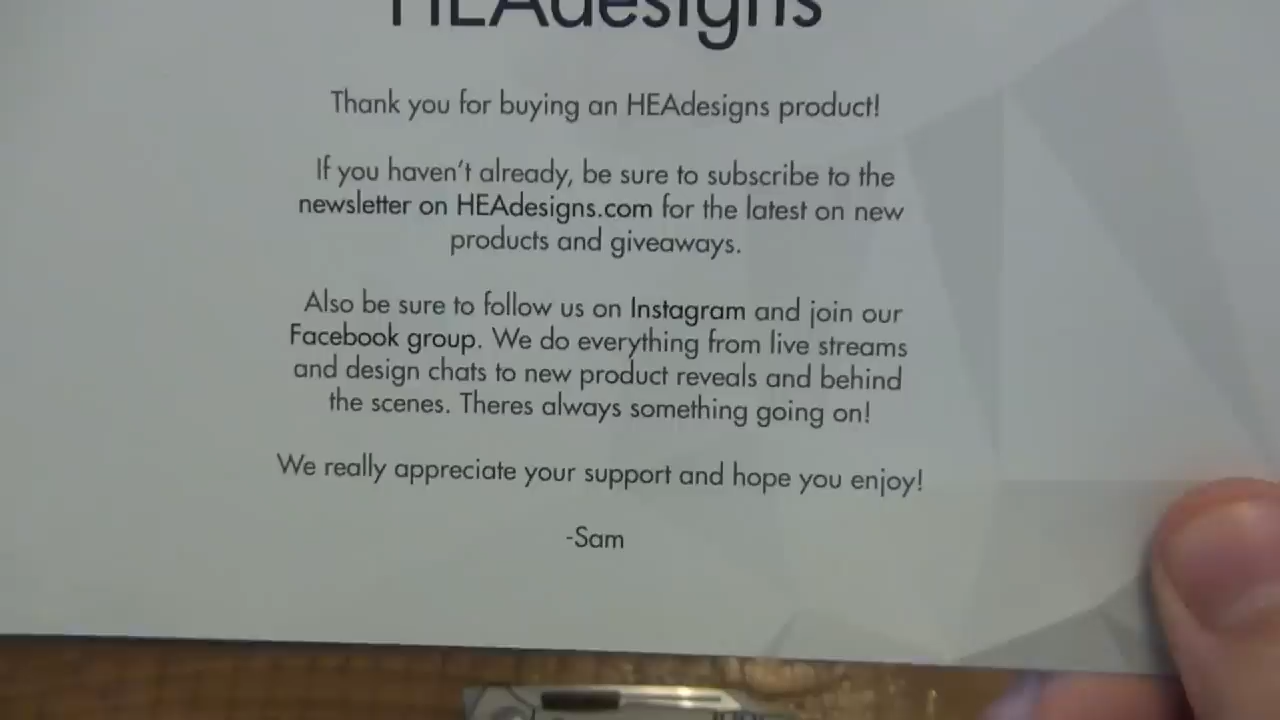 HEAdesigns
Thank you for buying an HEAdesigns product!
If you haven't already, be sure to subscribe to the
newsletter on HEAdesigns.com for the latest on new
products and giveaways.
Also be sure to follow us on Instagram and join our
Facebook group. We do everything from live streams
and design chats to new product reveals and behind
the scenes. Theres always something going on!
We really appreciate your support and hope you enjoy!
-Sam